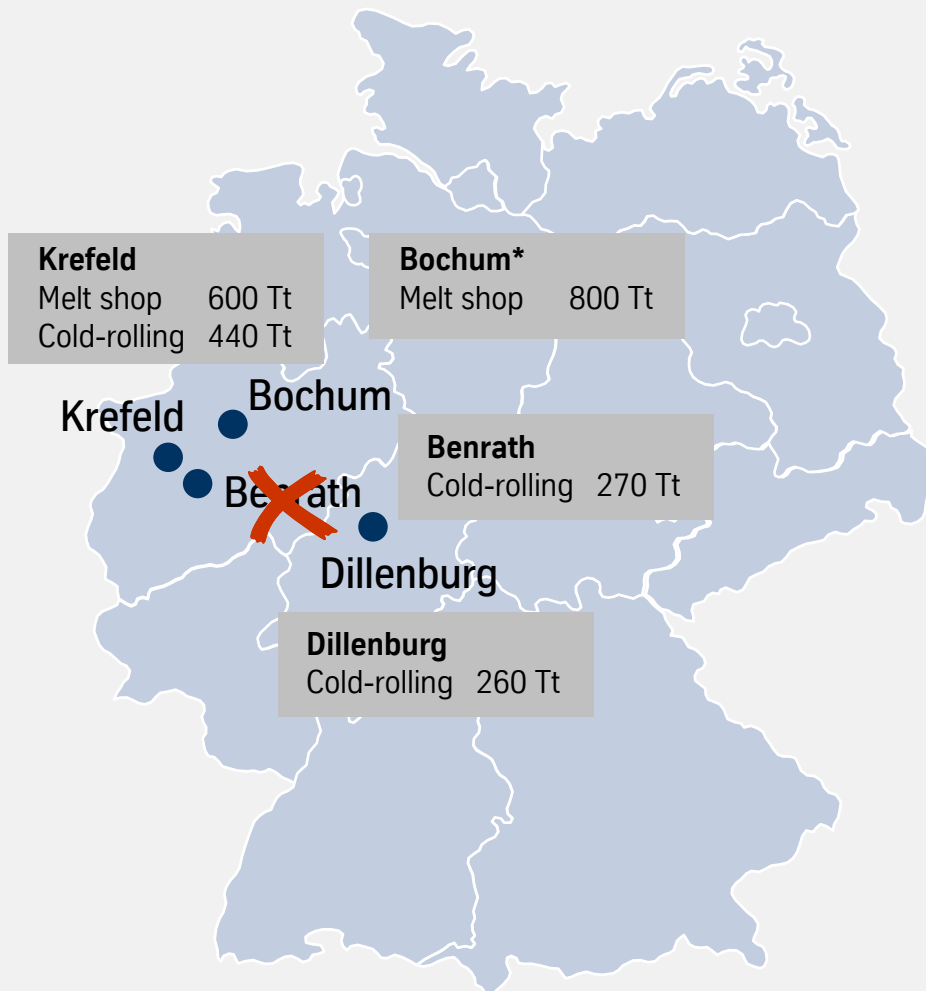 Krefeld
Melt shop 600 Tt
Cold-rolling 440 Tt
Bochum*
Melt shop 800 Tt
Bochum
Krefeld
Benrath
Cold-rolling 270 Tt
Benrath
Dillenburg
Dillenburg
Cold-rolling 260 Tt